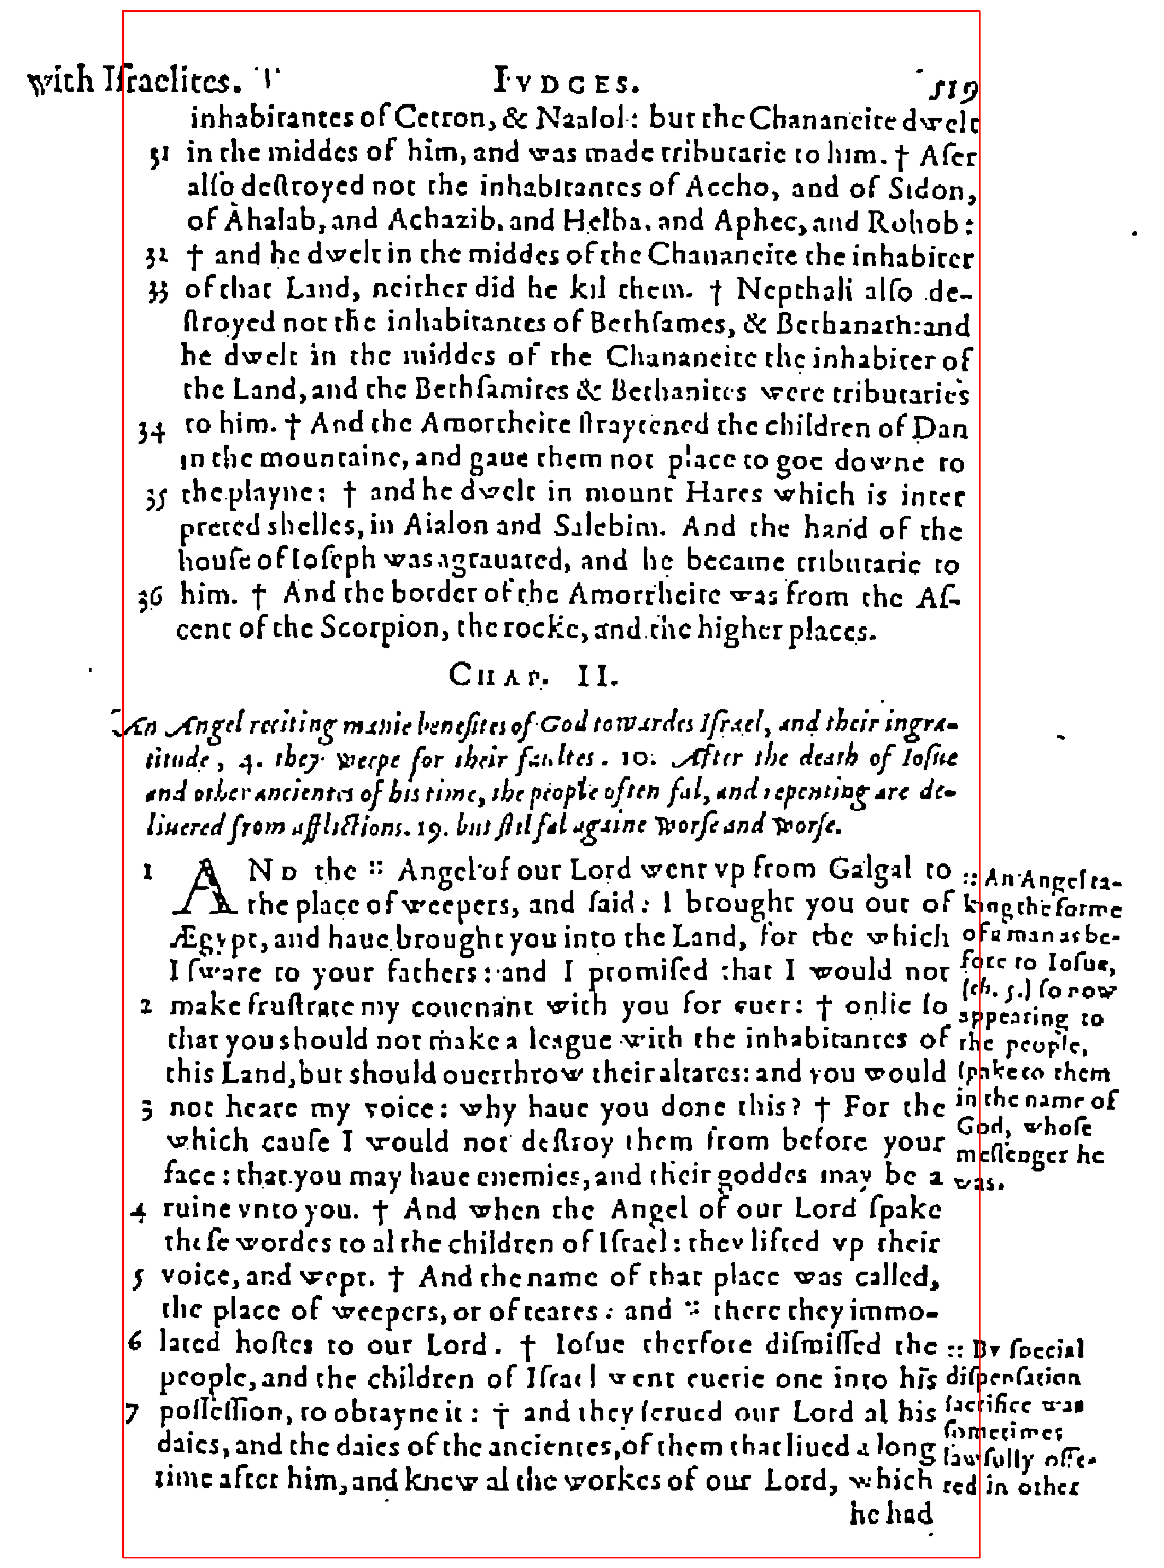 with Iſraelites. IVDGES. 519
inhabitantes of Cetron, & Naalol: but the Chananeite dwelt
31 in the middes of him, and was made tributarie to him. † Aſer
alſo deſtroyed not the inhabitantes of Accho, and of Sidon,
of Ahalab, and Achazib, and Helba, and Aphec, and Rohob:
32 † and he dwelt in the middes of the Chananeite the inhabiter
33 of that Land, neither did he kil them. † Nepthali alſo de-
ſtroyed not the inhabitantes of Bethſames, & Bethanath: and
he dwelt in the middes of the Chananeite the inhabiter of
the Land, and the Bethſamites & Bethanites were tributaries
34 to him. † And the Amorrheite ſtraytened the children of Dan
in the mountaine, and gaue them not place to goe downe to
35 the playne: † and he dwelt in mount Hares which is inter
preted shelles, in Aialon and Salebim. And the hand of the
houſe of Ioſeph was agrauated, and he became tributarie to
36 him. † And the border of the Amorrheite was from the Aſ-
cent of the Scorpion, the rocke, and the higher places.
CHAP. II.
An Angel reciting manie benefites of God towardes Iſrael, and their ingra-
titude, 4. they weepe for their faultes. 10. After the death of Ioſue
and other ancientes of his time, the people often fal, and repenting are de-
liuered from afflictions. 19. but ſtil fal againe worſe and worſe.
1 AND the :: Angel of our Lord went vp from Galgal to
the place of weepers, and ſaid: I brought you out of
Ægypt, and haue brought you into the Land, for the which
I ſware to your fathers: and I promiſed that I would not
2 make fruſtrate my couenant with you for euer: † onlie ſo
that you should not make a league with the inhabitantes of
this Land, but should ouerthrow their altares: and you would
3 not heare my voice: why haue you done this? † For the
which cauſe I would not deſtroy them from before your
face: that you may haue enemies, and their goddes may be a
4 ruine vnto you. † And when the Angel of our Lord ſpake
theſe wordes to al the children of Iſrael: they lifted vp their
5 voice, and wept. † And the name of that place was called,
the place of weepers, or of teares: and :: there they immo-
6 lated hoſtes to our Lord. † Ioſue therfore diſmiſſed the
people, and the children of Iſrael went euerie one into his
7 poſſeſſion, to obtayne it: † and they ſerued our Lord al his
daies, and the daies of the ancientes, of them that liued a long
time after him, and knew al the workes of our Lord, which
he had
:: An Angel ta-
king the forme
of a man as be-
fore to Ioſue,
(ch. 5.) ſo now
appearing to
the people,
ſpake to them
in the name of
God, whoſe
meſſenger he
was.
:: By ſpecial
diſpenſation
ſacrifice was
ſometimes
lawfully offe-
red in other